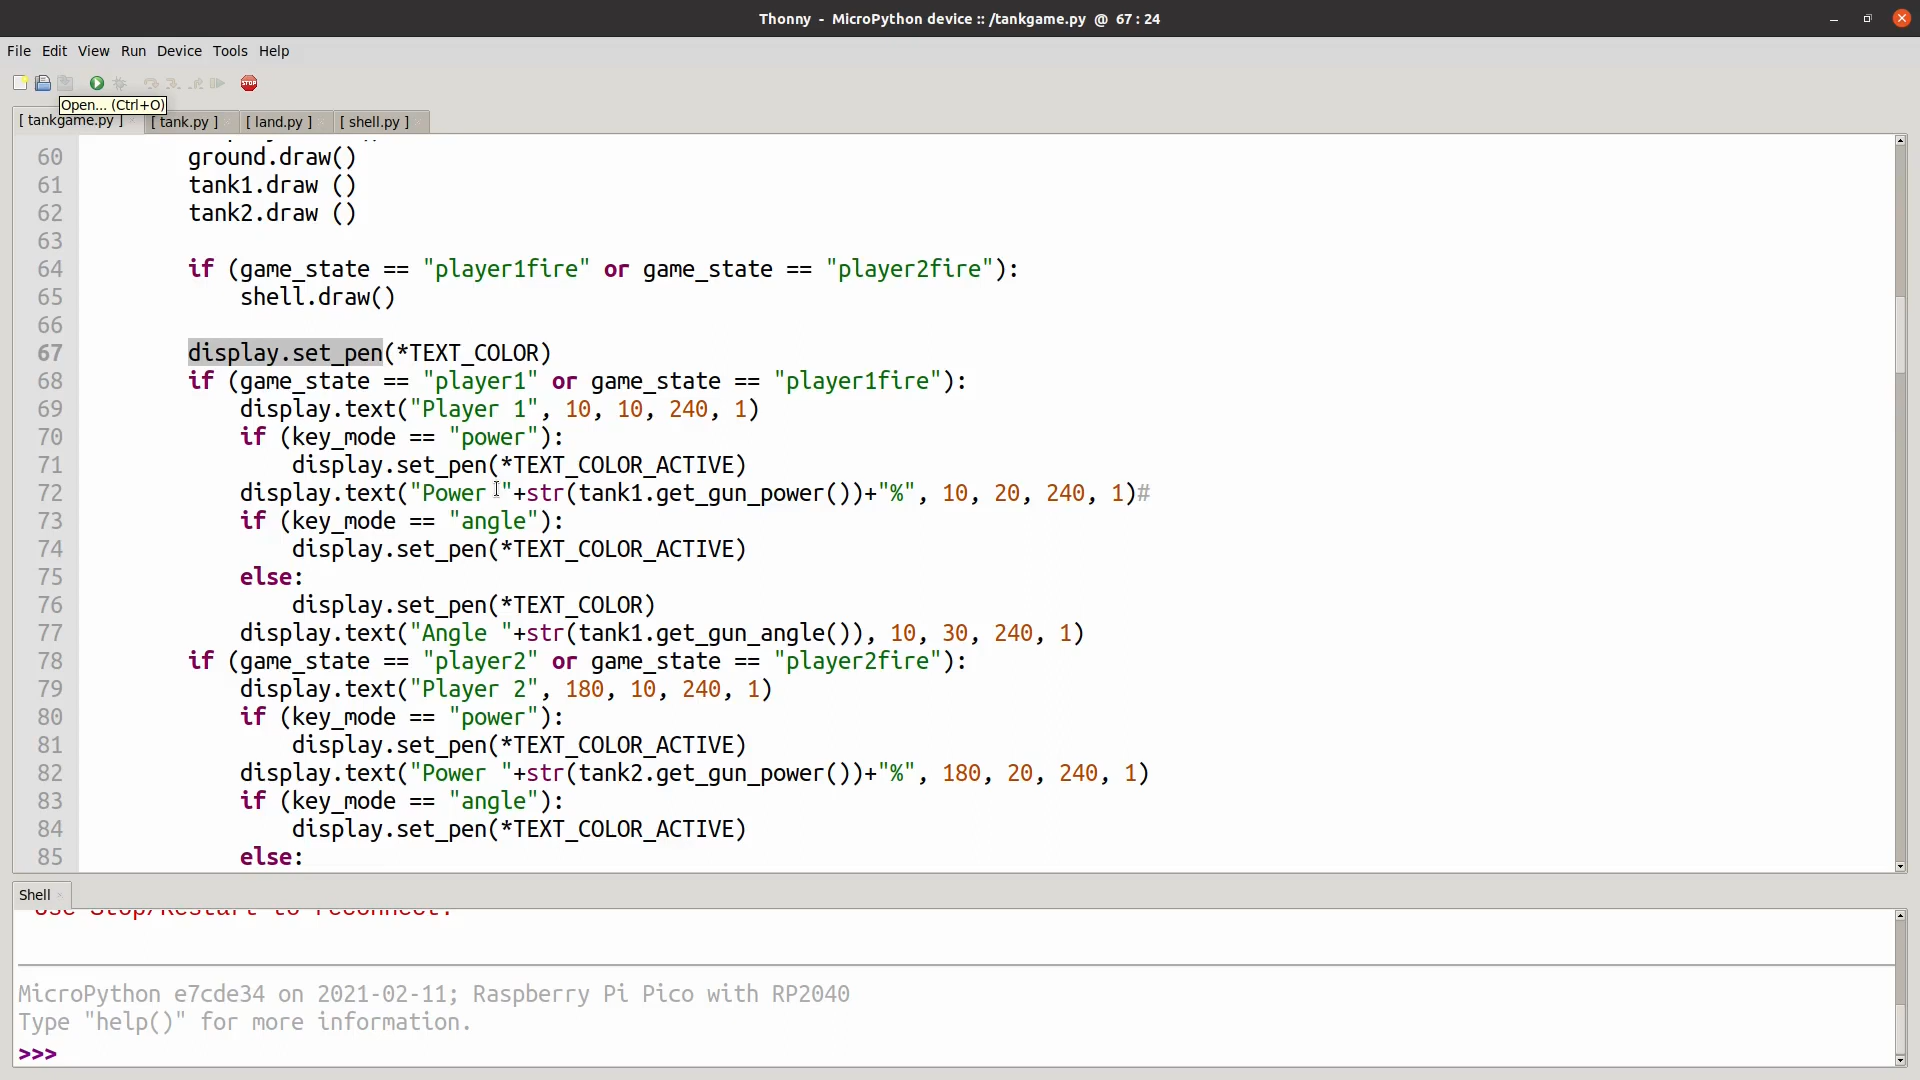 Thonny - MicroPython device :: /tankgame.py @ 67 : 24
File Edit View Run Device Tools Help
STOP
Open... (Ctrl+O)
[ tankgame.py ] [ tank.py ] [ land.py ] [ shell.py ]
60 ground.draw()
61 tank1.draw ()
62 tank2.draw ()
63
64 if (game_state == "player1fire" or game_state == "player2fire"):
65 shell.draw()
66
67 display.set_pen(*TEXT_COLOR)
68 if (game_state == "player1" or game_state == "player1fire"):
69 display.text("Player 1", 10, 10, 240, 1)
70 if (key_mode == "power"):
71 display.set_pen(*TEXT_COLOR_ACTIVE)
72 display.text("Power "+str(tank1.get_gun_power())+"%", 10, 20, 240, 1)#
73 if (key_mode == "angle"):
74 display.set_pen(*TEXT_COLOR_ACTIVE)
75 else:
76 display.set_pen(*TEXT_COLOR)
77 display.text("Angle "+str(tank1.get_gun_angle()), 10, 30, 240, 1)
78 if (game_state == "player2" or game_state == "player2fire"):
79 display.text("Player 2", 180, 10, 240, 1)
80 if (key_mode == "power"):
81 display.set_pen(*TEXT_COLOR_ACTIVE)
82 display.text("Power "+str(tank2.get_gun_power())+"%", 180, 20, 240, 1)
83 if (key_mode == "angle"):
84 display.set_pen(*TEXT_COLOR_ACTIVE)
85 else:
Shell
Use Stop/Restart to reconnect.
MicroPython e7cde34 on 2021-02-11; Raspberry Pi Pico with RP2040
Type "help()" for more information.
>>>